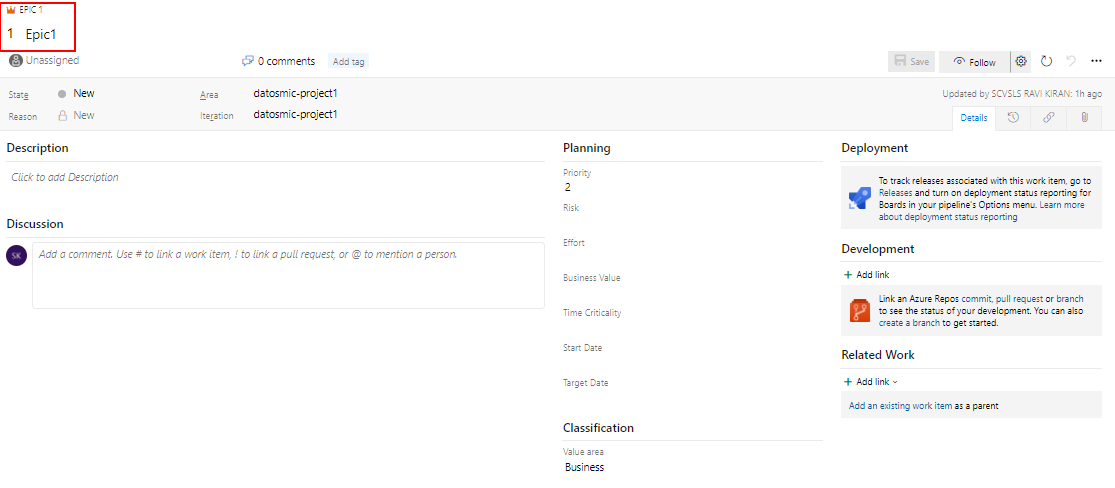 EPIC 1
1 Epic1
Unassigned
0 comments
Add tag
Save
Follow
State
New
Area
datosmic-project1
Updated by SCVSLS RAVI KIRAN: 1h ago
Reason
New
Iteration
datosmic-project1
Details
Description
Click to add Description
Discussion
SK
Add a comment. Use # to link a work item, ! to link a pull request, or @ to mention a person.
Planning
Priority
2
Risk
Effort
Business Value
Time Criticality
Start Date
Target Date
Classification
Value area
Business
Deployment
To track releases associated with this work item, go to
Releases and turn on deployment status reporting for
Boards in your pipeline's Options menu. Learn more
about deployment status reporting
Development
+ Add link
Link an Azure Repos commit, pull request or branch
to see the status of your development. You can also
create a branch to get started.
Related Work
+ Add link
Add an existing work item as a parent